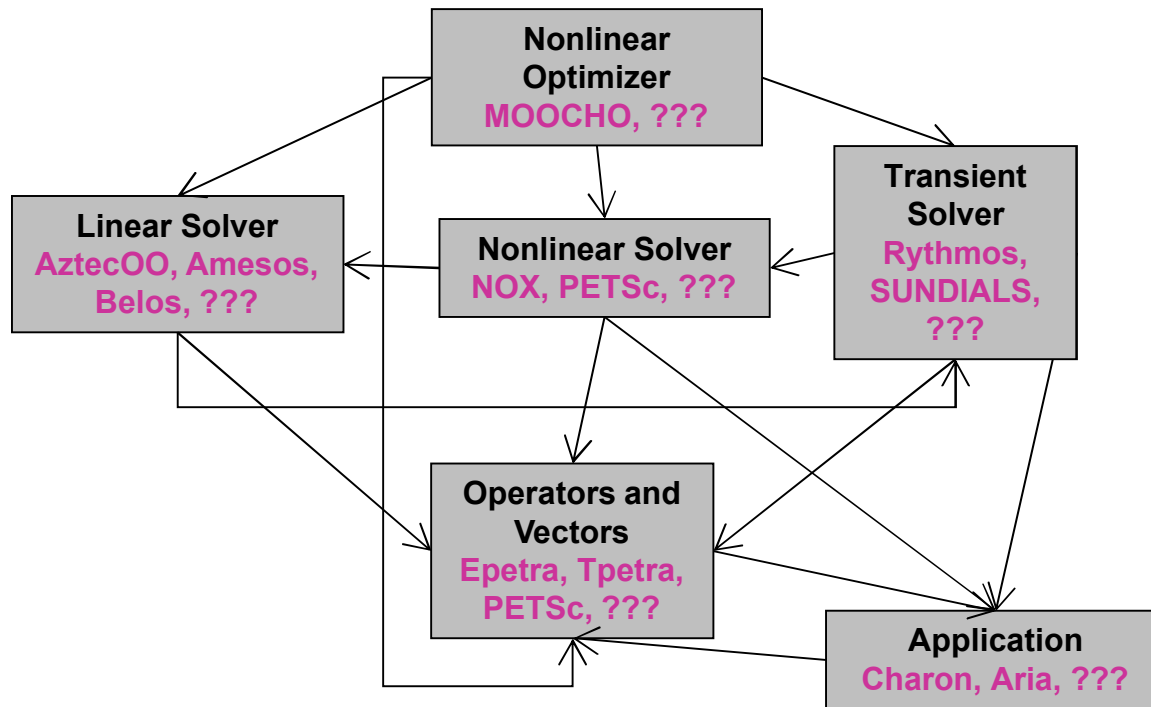 Nonlinear
Optimizer
MOOCHO, ???
Linear Solver
AztecOO, Amesos,
Belos, ???
Nonlinear Solver
NOX, PETSc, ???
Transient
Solver
Rythmos,
SUNDIALS,
???
Operators and
Vectors
Epetra, Tpetra,
PETSc, ???
Application
Charon, Aria, ???